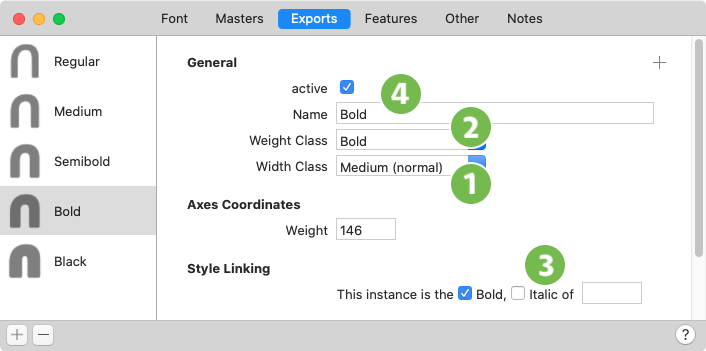 Font Masters Exports Features Other Notes
Regular
Medium
Semibold
Bold
Black
General
active
4
Name Bold
2
Weight Class Bold
Width Class Medium (normal)
1
Axes Coordinates
Weight 146
3
Style Linking
This instance is the Bold, Italic of
?